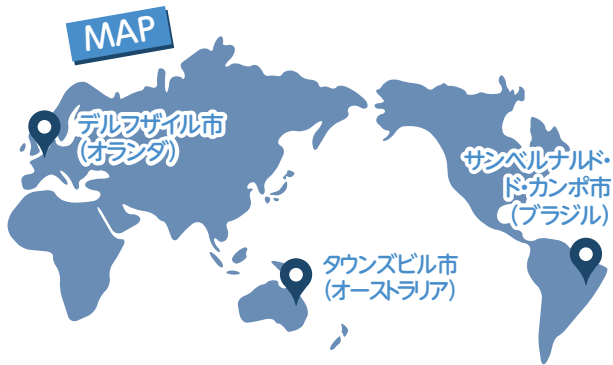 MAP
デルフザイル市
(オランダ)
サンベルナルド・
ド・カンポ市
(ブラジル)
タウンズビル市
(オーストラリア)